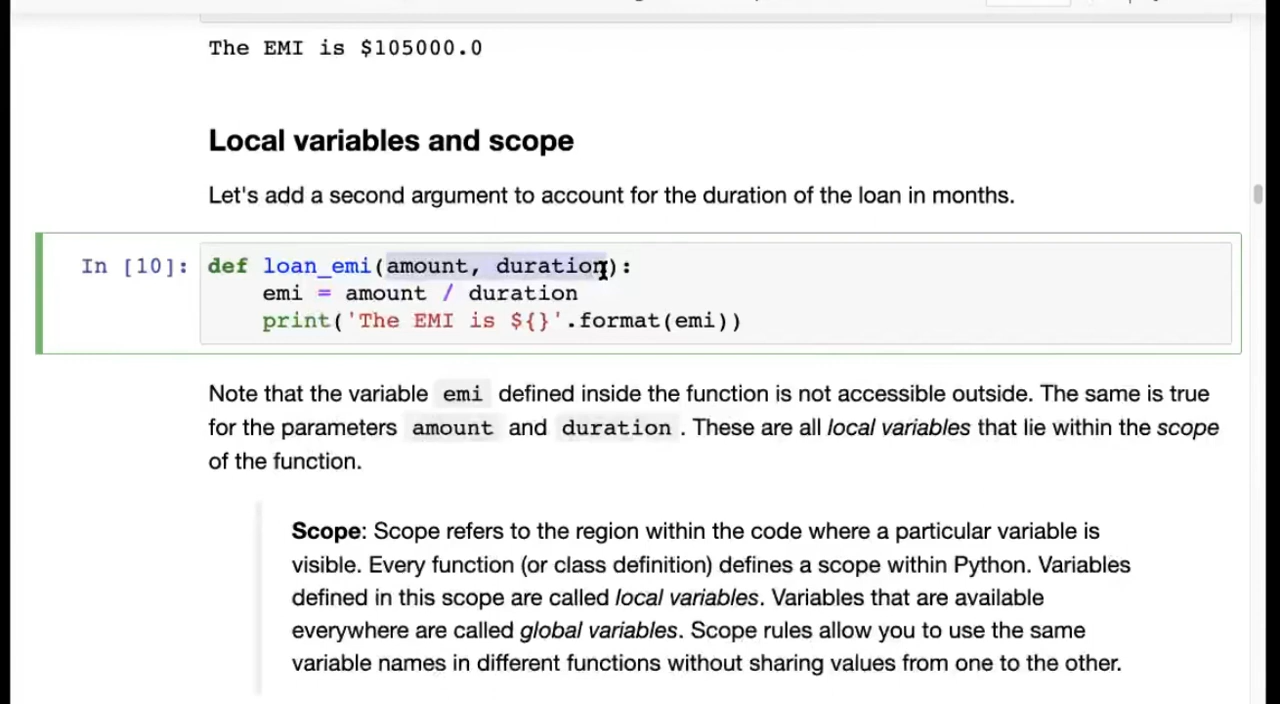 The EMI is $105000.0
Local variables and scope
Let's add a second argument to account for the duration of the loan in months.
In [10]: def loan_emi(amount, duration):
emi = amount / duration
print('The EMI is ${}'.format(emi))
Note that the variable emi defined inside the function is not accessible outside. The same is true
for the parameters amount and duration . These are all local variables that lie within the scope
of the function.
Scope: Scope refers to the region within the code where a particular variable is
visible. Every function (or class definition) defines a scope within Python. Variables
defined in this scope are called local variables. Variables that are available
everywhere are called global variables. Scope rules allow you to use the same
variable names in different functions without sharing values from one to the other.